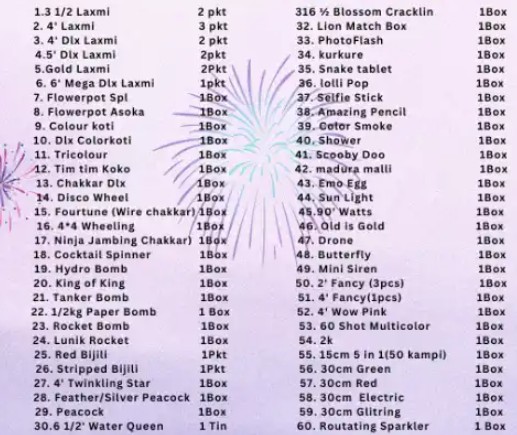 1.3 1/2 Laxmi 2 pkt
2. 4' Laxmi 3 pkt
3. 4' Dlx Laxmi 2 pkt
4.5' Dlx Laxmi 2pkt
5.Gold Laxmi 2Pkt
6. 6' Mega Dlx Laxmi 1pkt
7. Flowerpot Spl 1Box
8. Flowerpot Asoka 1Box
9. Colour koti 1Box
10. Dlx Colorkoti 1Box
11. Tricolour 1Box
12. Tim tim Koko 1Box
13. Chakkar Dlx 1Box
14. Disco Wheel 1Box
15. Fourtune (Wire chakkar) 1Box
16. 4*4 Wheeling 1Box
17. Ninja Jambing Chakkar) 1Box
18. Cocktail Spinner 1Box
19. Hydro Bomb 1Box
20. King of King 1Box
21. Tanker Bomb 1Box
22. 1/2kg Paper Bomb 1 Box
23. Rocket Bomb 1Box
24. Lunik Rocket 1Box
25. Red Bijili 1Pkt
26. Stripped Bijili 1Pkt
27. 4' Twinkling Star 1Box
28. Feather/Silver Peacock 1Box
29. Peacock 1Box
30.6 1/2' Water Queen 1 Tin
316 ½ Blossom Cracklin 1Box
32. Lion Match Box 1Box
33. PhotoFlash 1Box
34. kurkure 1Box
35. Snake tablet 1Box
36. lolli Pop 1Box
37. Selfie Stick 1Box
38. Amazing Pencil 1Box
39. Color Smoke 1Box
40. Shower 1Box
41. Scooby Doo 1Box
42. madura malli 1Box
43. Emo Egg 1Box
44. Sun Light 1Box
45.90' Watts 1Box
46. Old is Gold 1Box
47. Drone 1Box
48. Butterfly 1Box
49. Mini Siren 1Box
50. 2' Fancy (3pcs) 1Box
51. 4' Fancy(1pcs) 1Box
52. 4' Wow Pink 1Box
53. 60 Shot Multicolor 1Box
54. 2k 1Box
55. 15cm 5 in 1(50 kampi) 1Box
56. 30cm Green 1Box
57. 30cm Red 1Box
58. 30cm Electric 1Box
59. 30cm Glitring 1Box
60. Routating Sparkler 1 Box